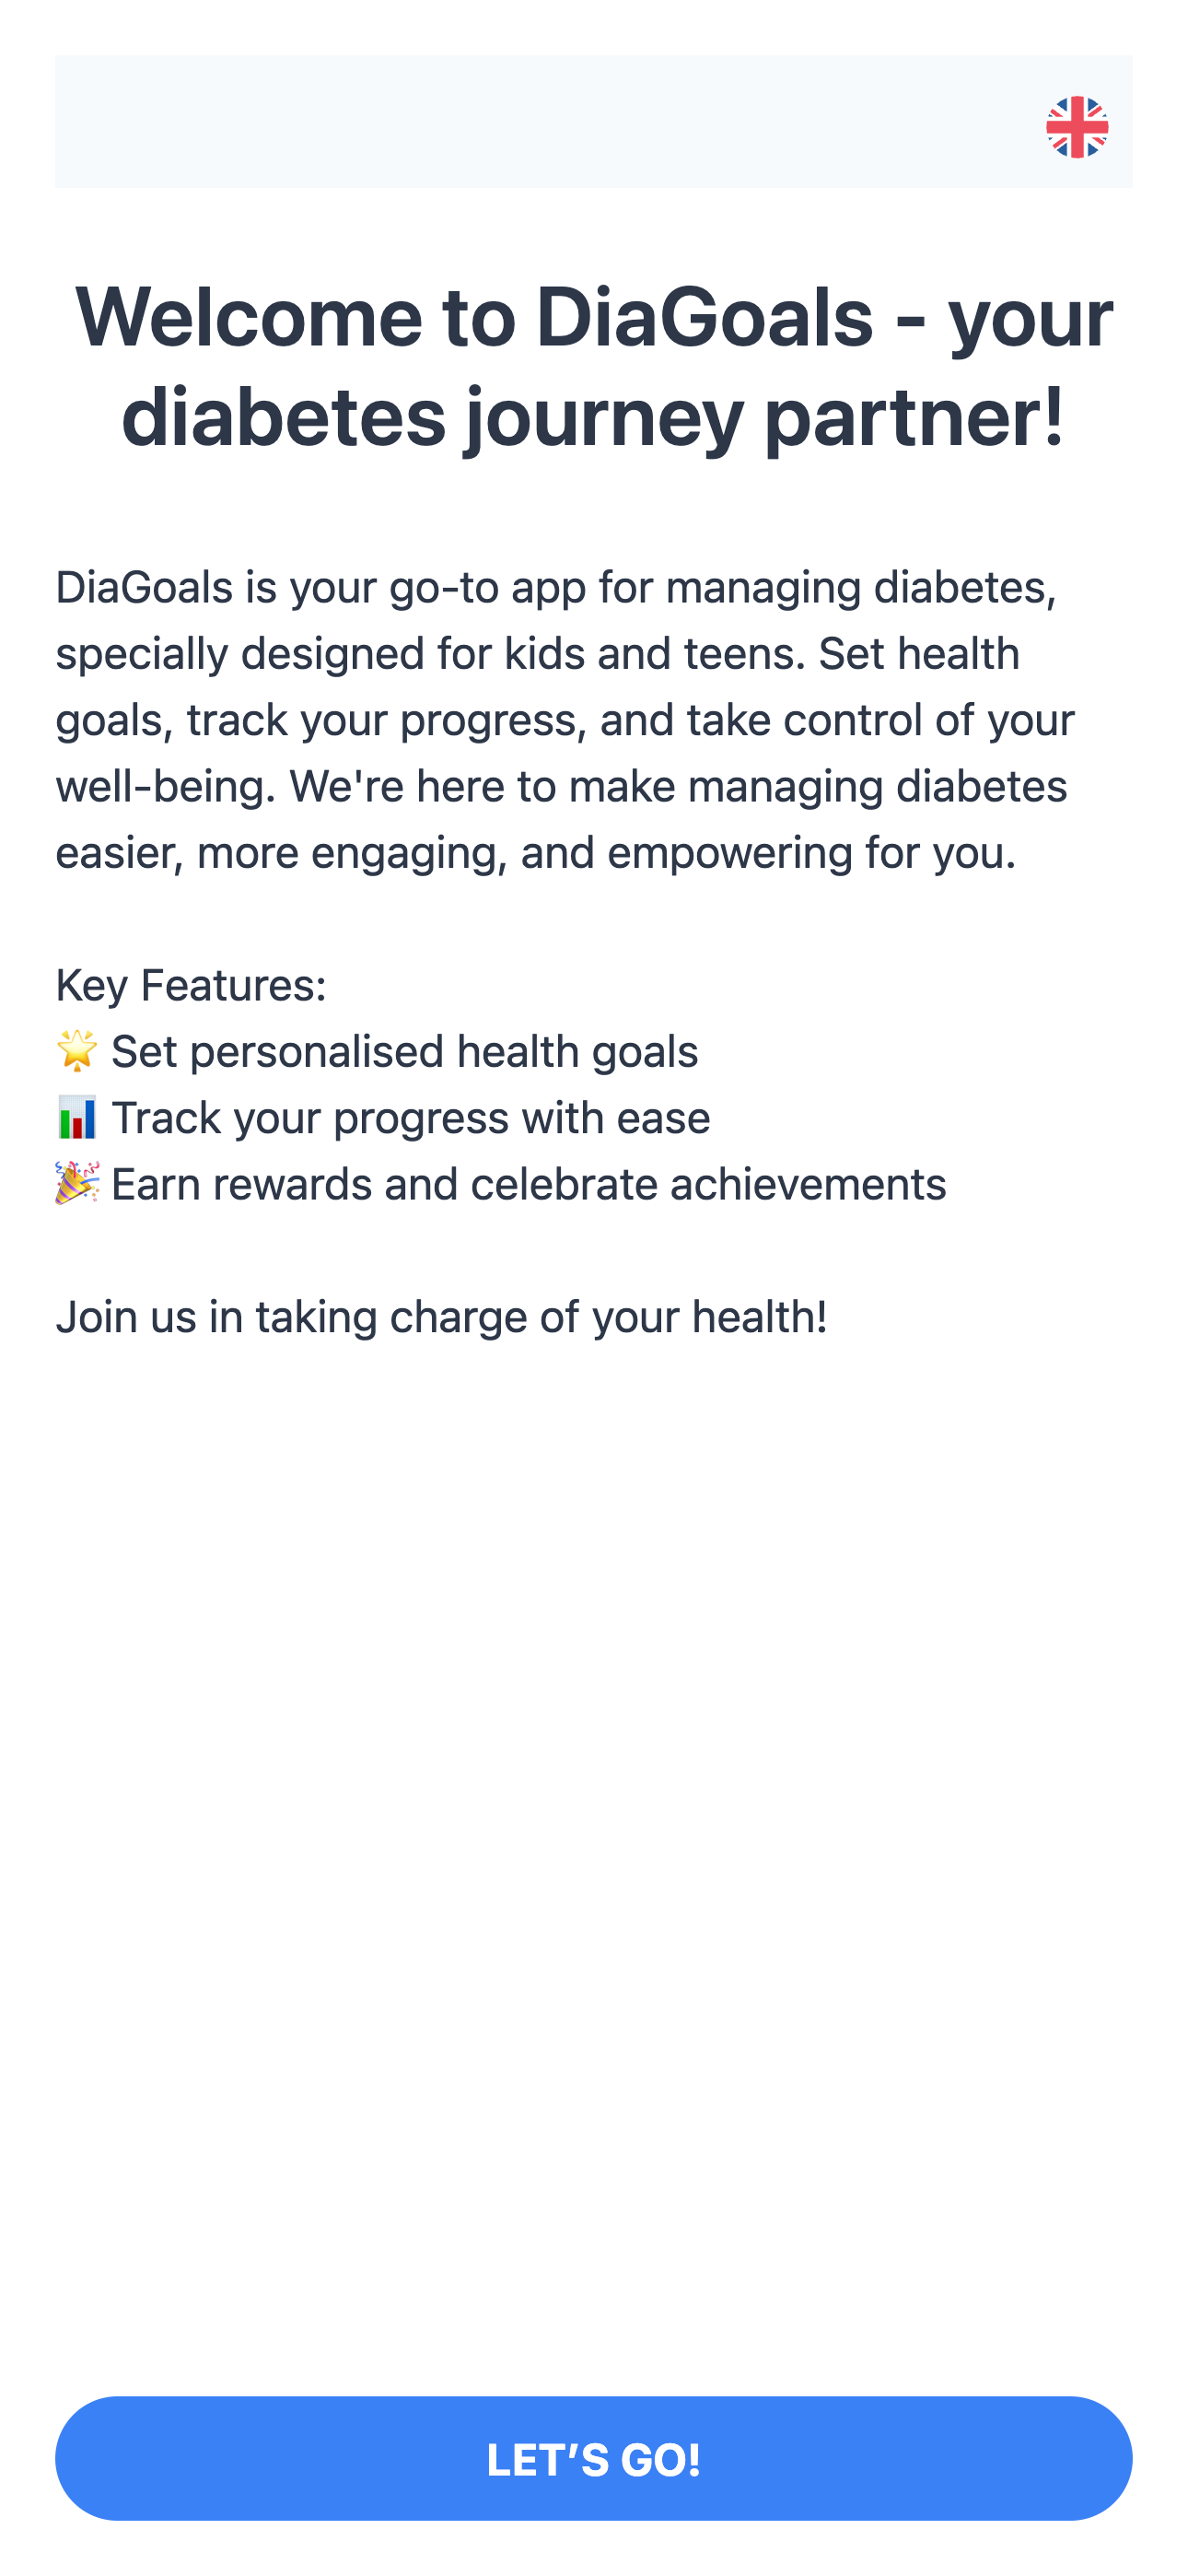 Welcome to DiaGoals - your
diabetes journey partner!
DiaGoals is your go-to app for managing diabetes,
specially designed for kids and teens. Set health
goals, track your progress, and take control of your
well-being. We're here to make managing diabetes
easier, more engaging, and empowering for you.
Key Features:
🌟 Set personalised health goals
📊 Track your progress with ease
🎉 Earn rewards and celebrate achievements
Join us in taking charge of your health!
LET’S GO!